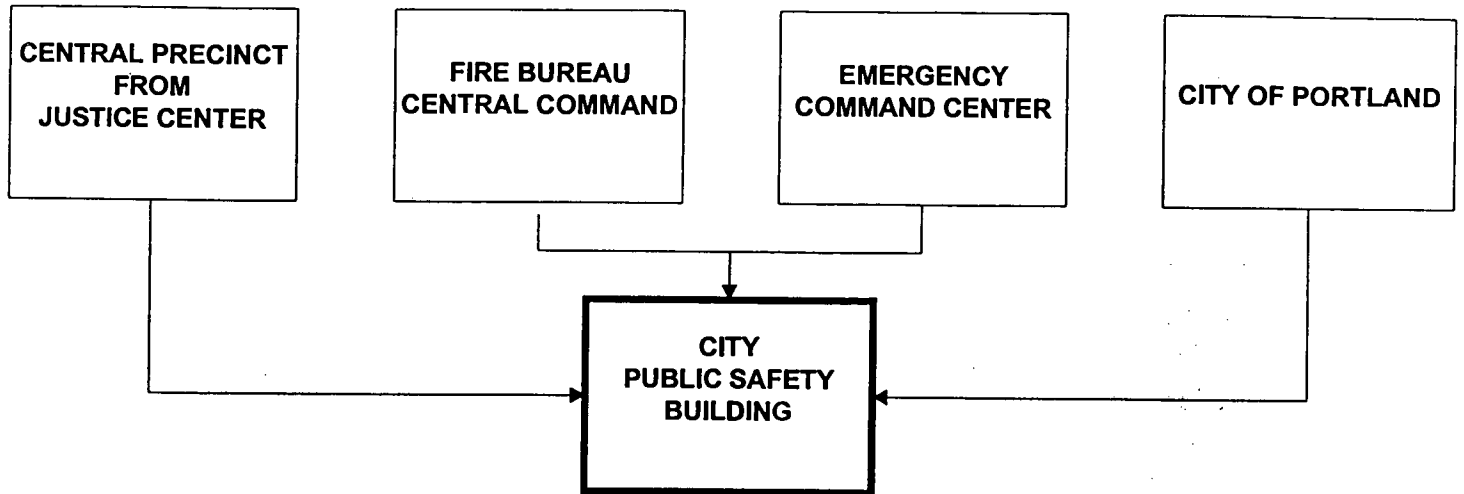 CENTRAL PRECINCT
FROM
JUSTICE CENTER
FIRE BUREAU
CENTRAL COMMAND
EMERGENCY
COMMAND CENTER
CITY OF PORTLAND
CITY
PUBLIC SAFETY
BUILDING